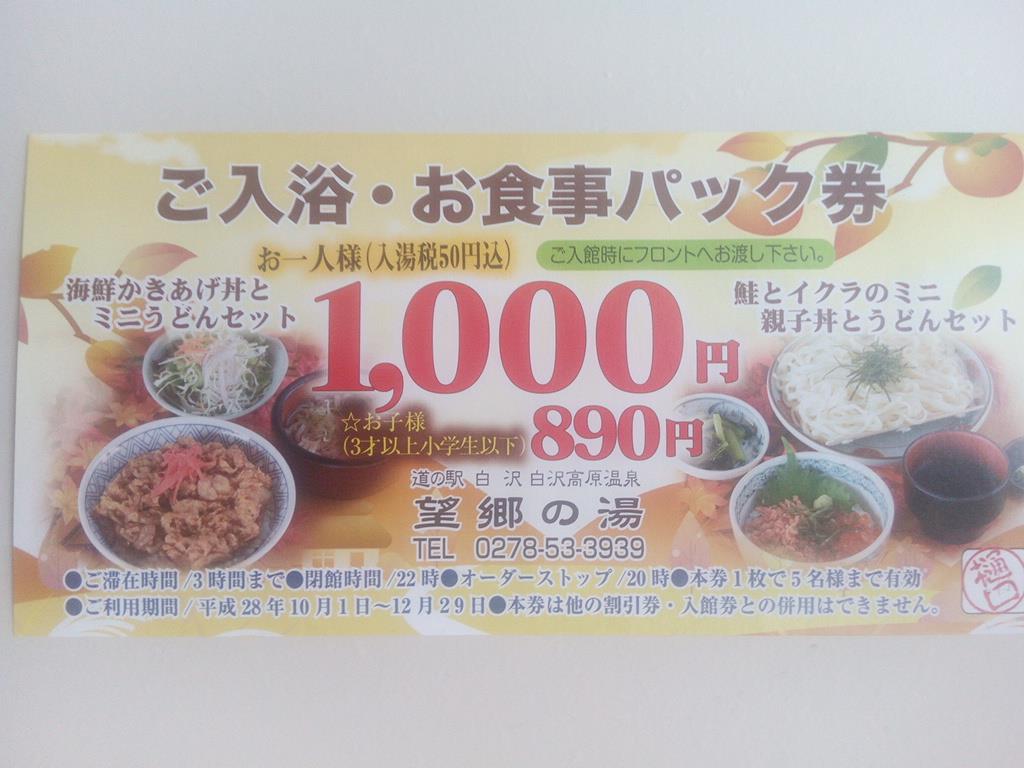 ご入浴・お食事パック券
お一人様(入湯税50円込)
ご入館時にフロントへお渡し下さい。
海鮮かきあげ丼と
ミニうどんセット
1,000円
鮭とイクラのミニ
親子丼とうどんセット
☆お子様
(3才以上小学生以下)
890円
道の駅 白沢 白沢高原温泉
望郷の湯
TEL 0278-53-3939
●ご滞在時間/3時間まで●閉館時間/22時●オーダーストップ/20時●本券1枚で5名様まで有効
●ご利用期間/平成28年10月1日〜12月29日●本券は他の割引券・入館券との併用はできません。